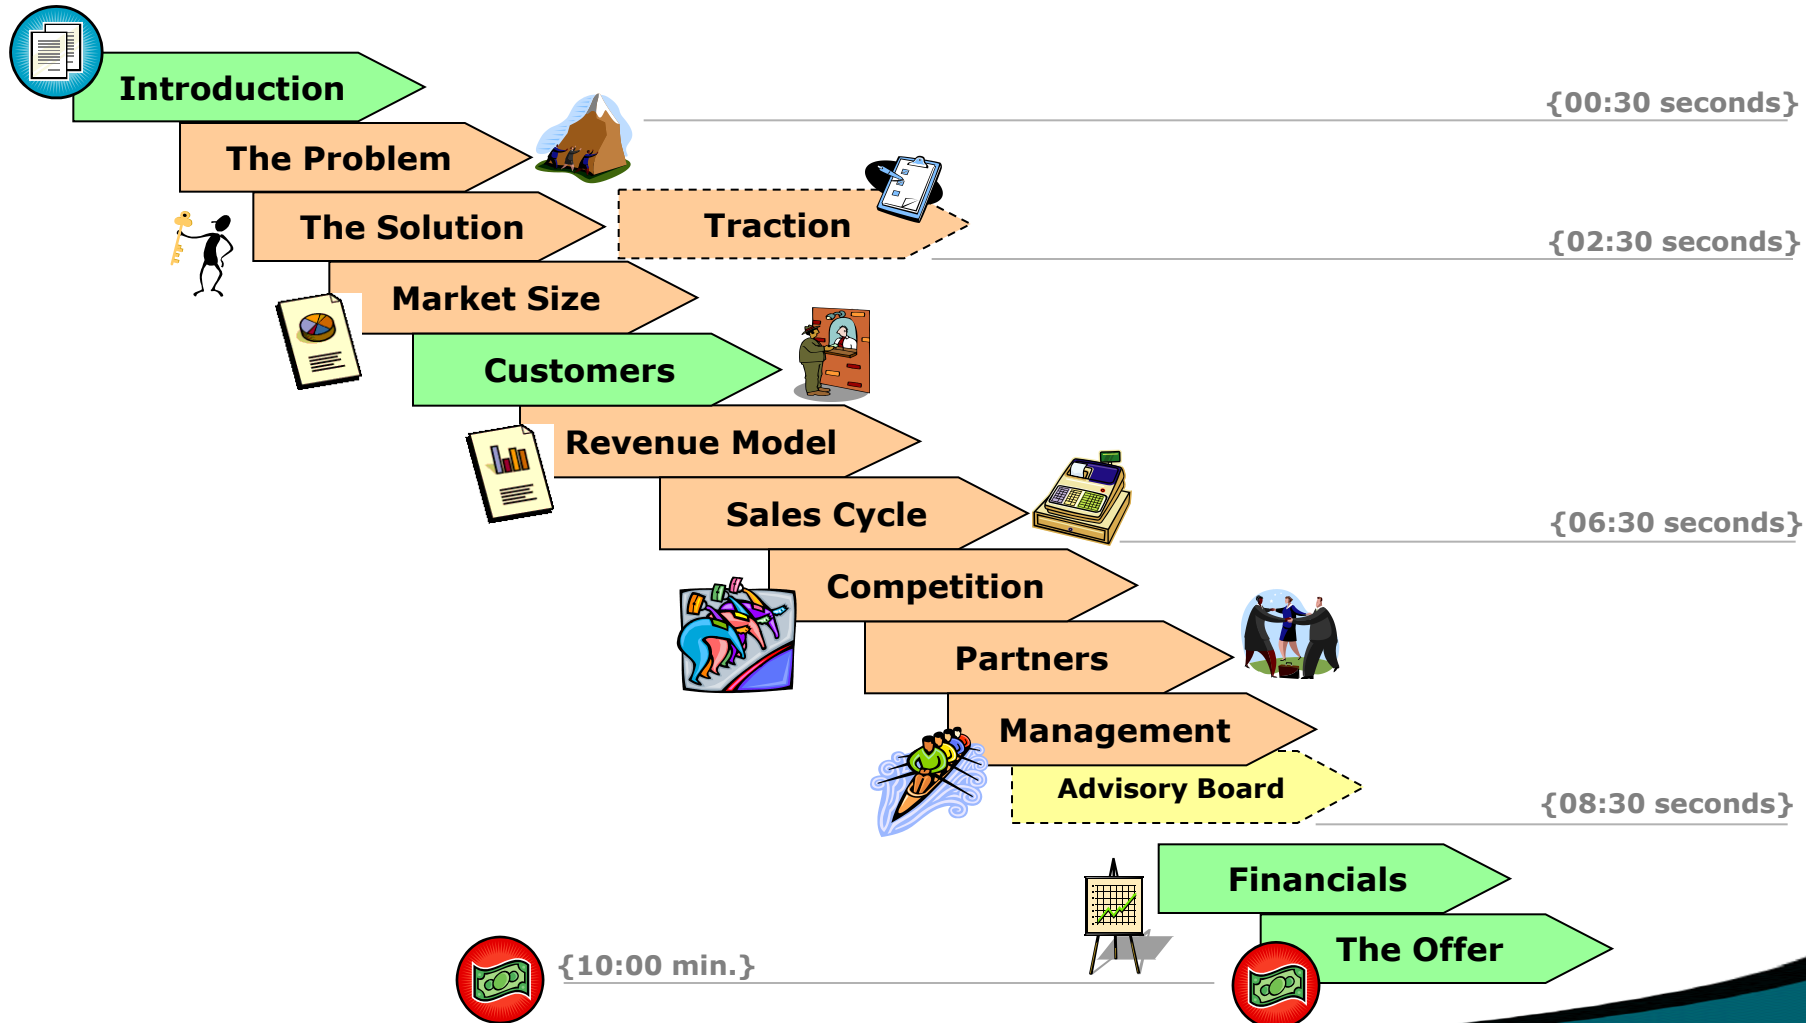 Introduction
{00:30 seconds}
The Problem
The Solution
Traction
{02:30 seconds}
Market Size
Customers
Revenue Model
Sales Cycle
{06:30 seconds}
Competition
Partners
Management
Advisory Board
{08:30 seconds}
Financials
The Offer
{10:00 min.}